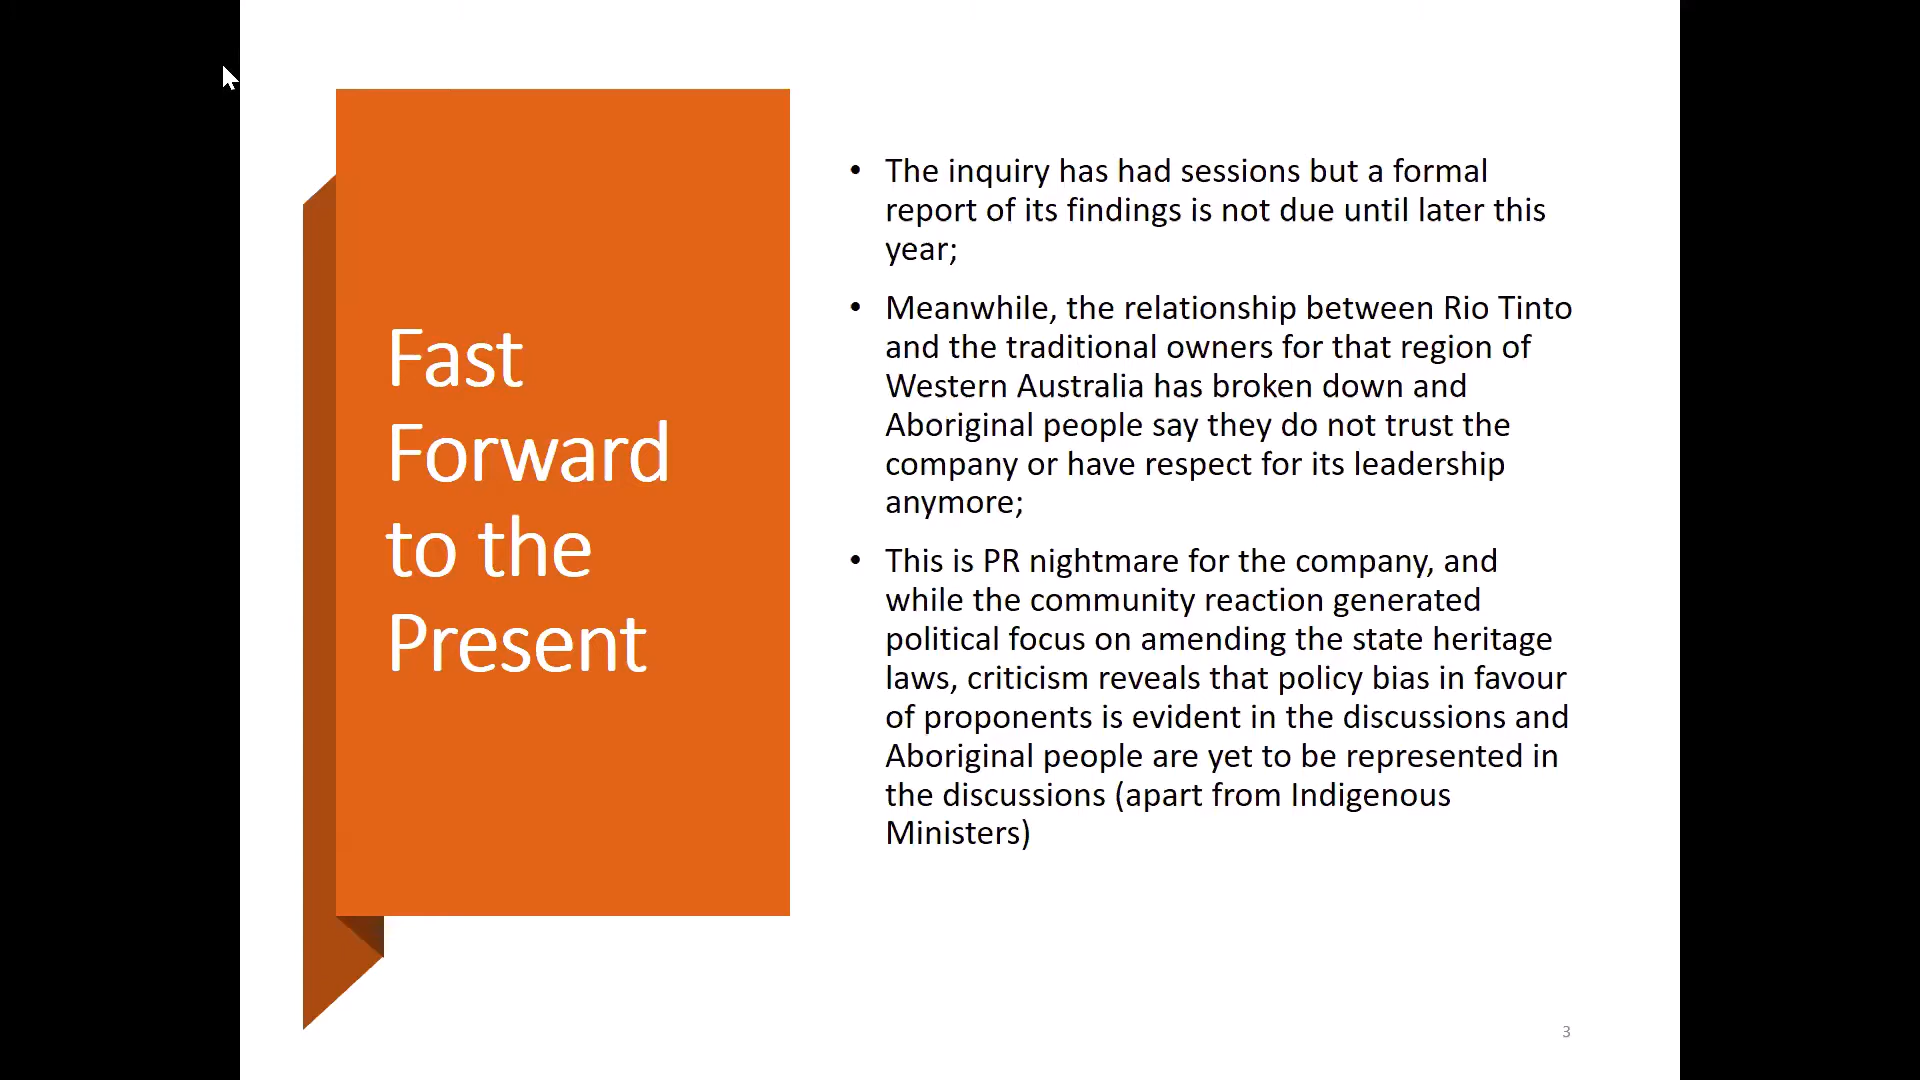 Fast
Forward
to the
Present
• The inquiry has had sessions but a formal
report of its findings is not due until later this
year;
• Meanwhile, the relationship between Rio Tinto
and the traditional owners for that region of
Western Australia has broken down and
Aboriginal people say they do not trust the
company or have respect for its leadership
anymore;
• This is PR nightmare for the company, and
while the community reaction generated
political focus on amending the state heritage
laws, criticism reveals that policy bias in favour
of proponents is evident in the discussions and
Aboriginal people are yet to be represented in
the discussions (apart from Indigenous
Ministers)
3